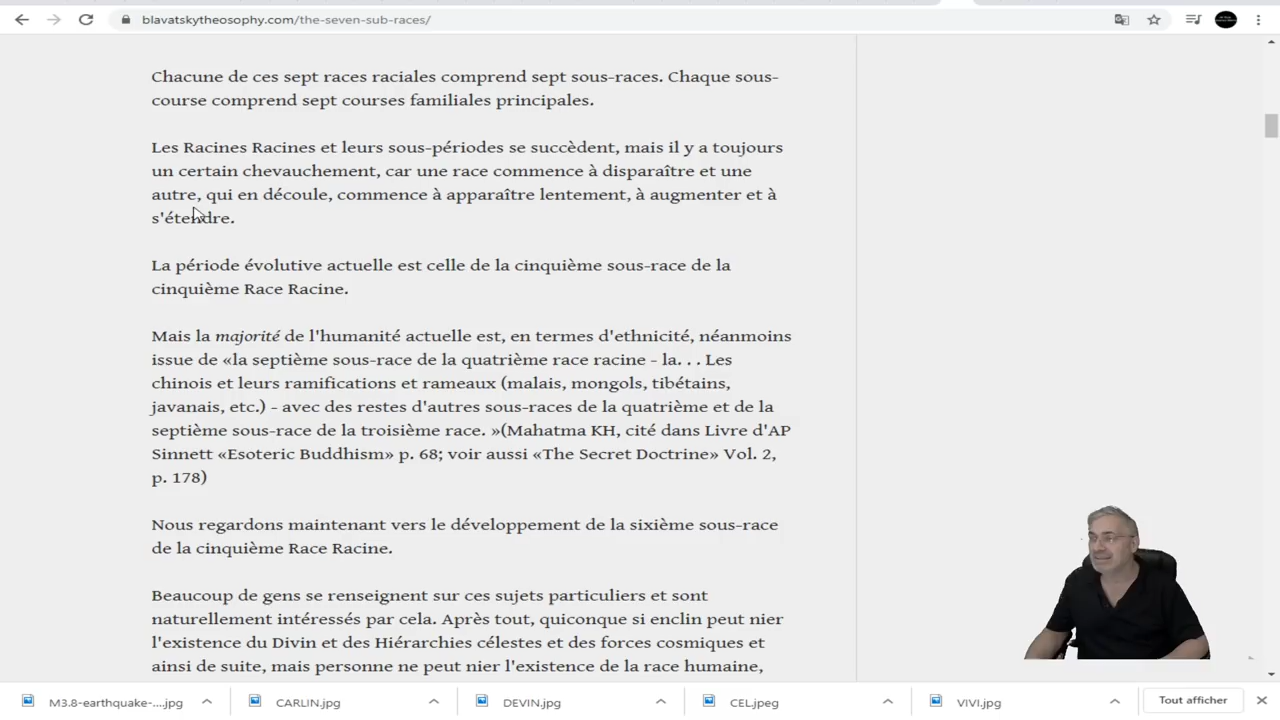 blavatskytheosophy.com/the-seven-sub-races/
Chacune de ces sept races raciales comprend sept sous-races. Chaque sous-
course comprend sept courses familiales principales.
Les Racines Racines et leurs sous-périodes se succèdent, mais il y a toujours
un certain chevauchement, car une race commence à disparaître et une
autre, qui en découle, commence à apparaître lentement, à augmenter et à
s'étendre.
La période évolutive actuelle est celle de la cinquième sous-race de la
cinquième Race Racine.
Mais la majorité de l'humanité actuelle est, en termes d'ethnicité, néanmoins
issue de «la septième sous-race de la quatrième race racine - la. . . Les
chinois et leurs ramifications et rameaux (malais, mongols, tibétains,
javanais, etc.) - avec des restes d'autres sous-races de la quatrième et de la
septième sous-race de la troisième race. »(Mahatma KH, cité dans Livre d'AP
Sinnett «Esoteric Buddhism» p. 68; voir aussi «The Secret Doctrine» Vol. 2,
p. 178)
Nous regardons maintenant vers le développement de la sixième sous-race
de la cinquième Race Racine.
Beaucoup de gens se renseignent sur ces sujets particuliers et sont
naturellement intéressés par cela. Après tout, quiconque si enclin peut nier
l'existence du Divin et des Hiérarchies célestes et des forces cosmiques et
ainsi de suite, mais personne ne peut nier l'existence de la race humaine,
M3.8-earthquake-....jpg
CARLIN.jpg
DEVIN.jpg
CEL.jpeg
VIVI.jpg
Tout afficher